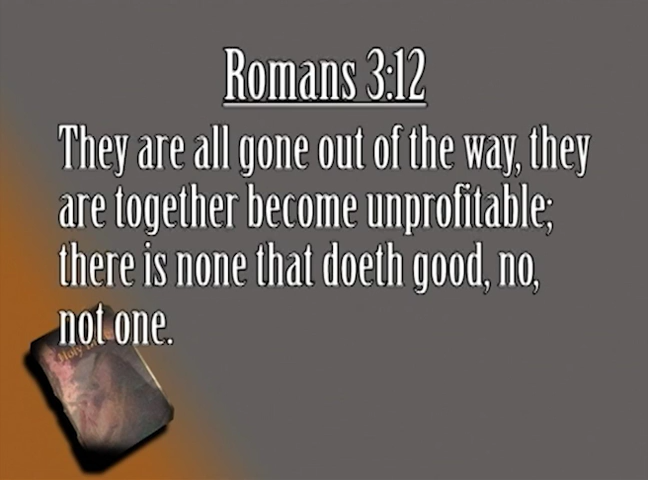 Romans 3:12
They are all gone out of the way, they
are together become unprofitable;
there is none that doeth good, no,
not one.
Holy